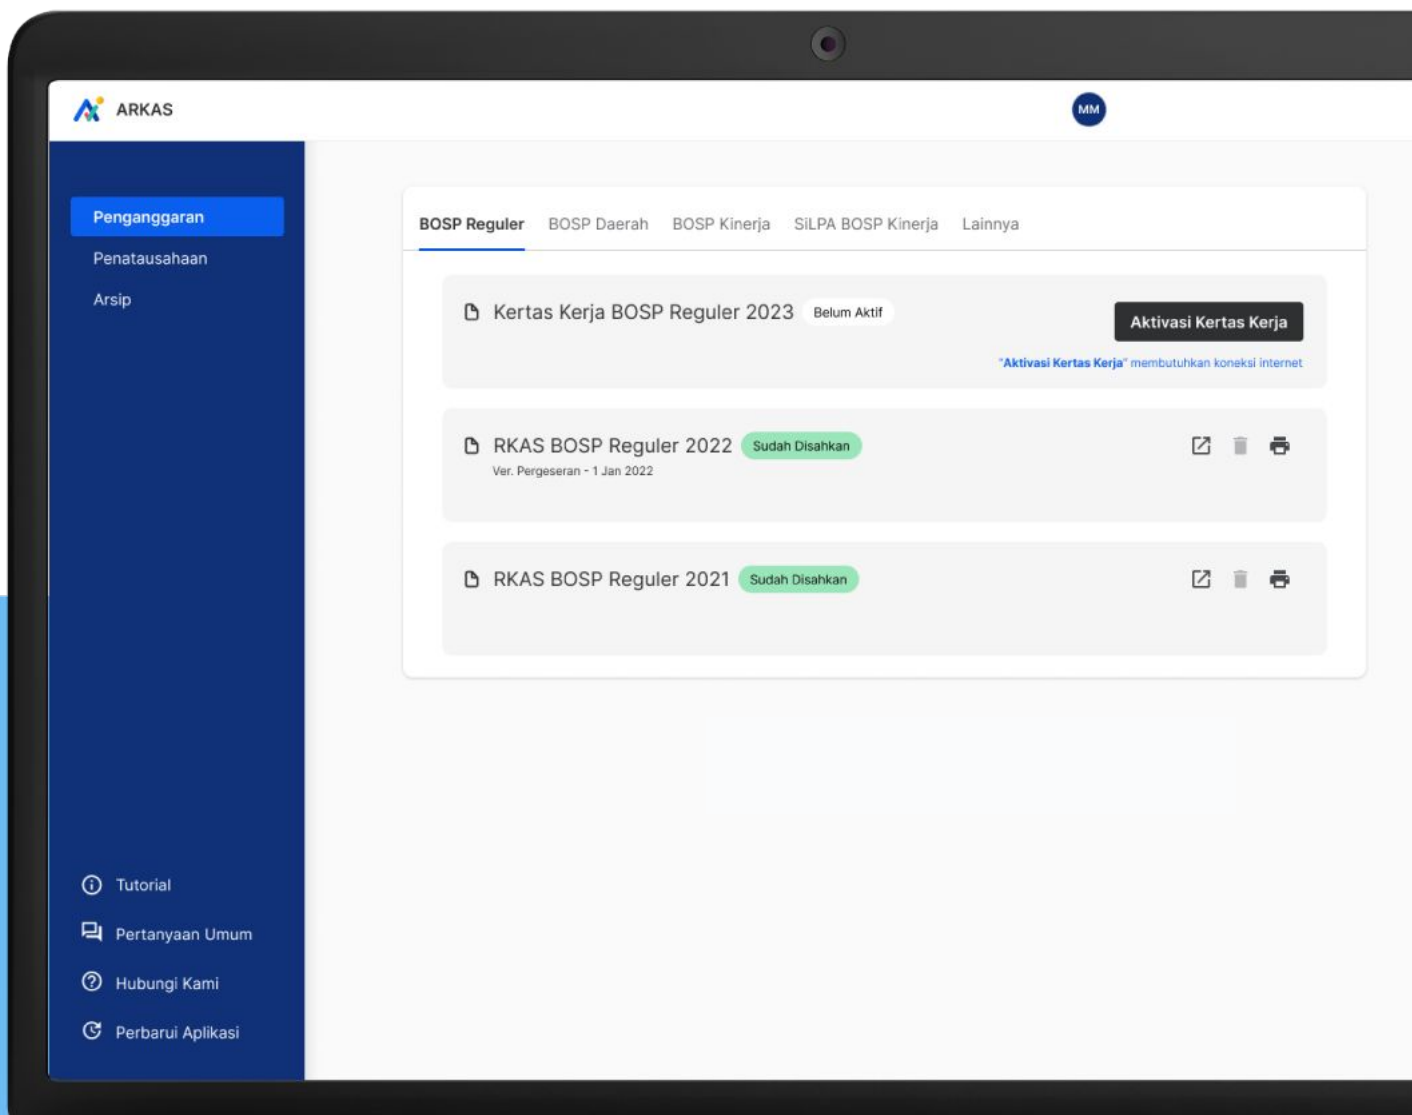 ARKAS
MM
Penganggaran
Penatausahaan
Arsip
BOSP Reguler BOSP Daerah BOSP Kinerja SiLPA BOSP Kinerja Lainnya
Kertas Kerja BOSP Reguler 2023 Belum Aktif
Aktivasi Kertas Kerja
"Aktivasi Kertas Kerja" membutuhkan koneksi internet
RKAS BOSP Reguler 2022 Sudah Disahkan
Ver. Pergeseran - 1 Jan 2022
RKAS BOSP Reguler 2021 Sudah Disahkan
Tutorial
Pertanyaan Umum
Hubungi Kami
Perbarui Aplikasi